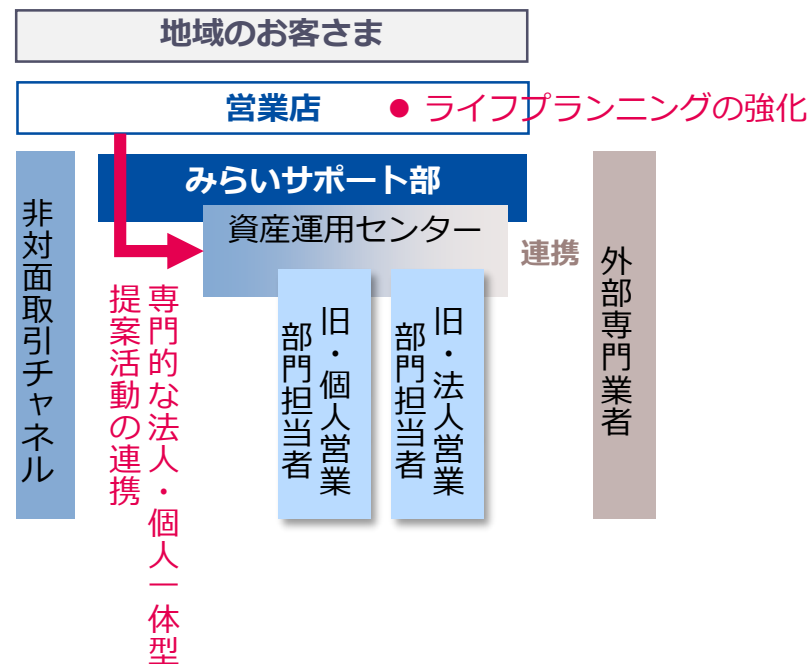 地域のお客さま
営業店
● ライフプランニングの強化
みらいサポート部
資産運用センター
連携
非対面取引チャネル
専門的な法人・個人一体型
提案活動の連携
旧・個人営業
部門担当者
旧・法人営業
部門担当者
外部専門業者